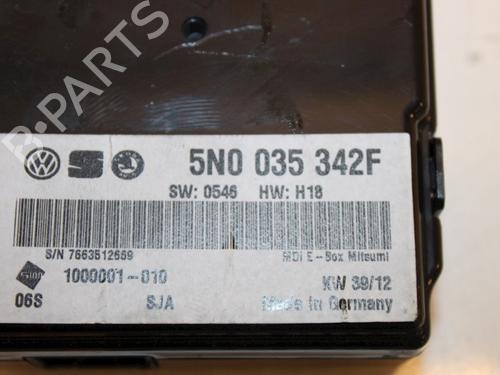 B-PARTS
5N0 035 342F
SW: 0546 HW: H18
S/N 7663512569
MDI E-Box Mitsumi
1000001-010
KW 39/12
06S
SJA
Made in Germany